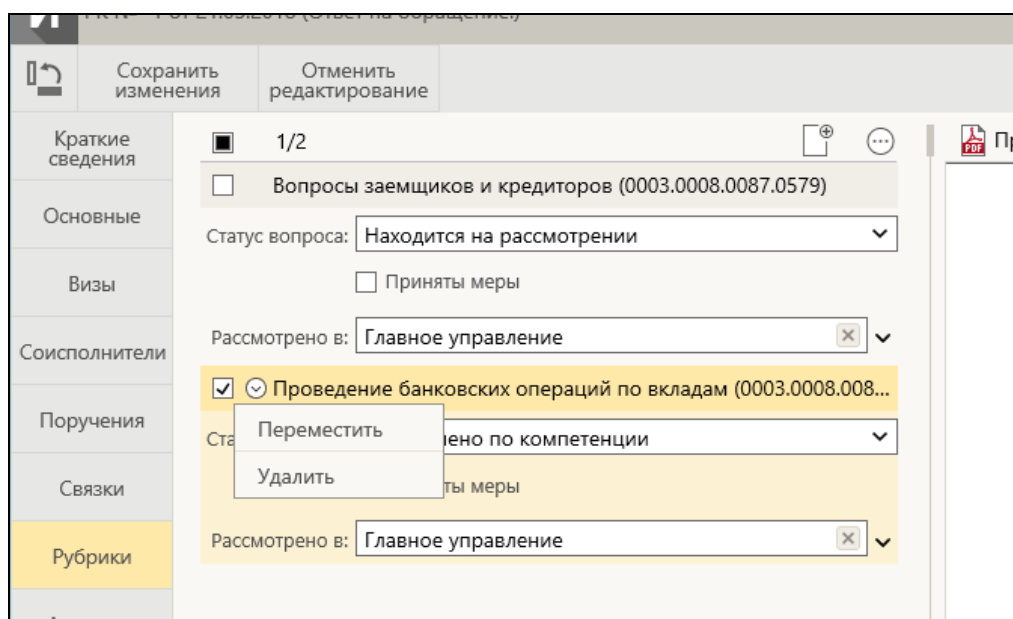 Сохранить
изменения
Отменить
редактирование
Краткие
сведения
Основные
Визы
Соисполнители
Поручения
Связки
Рубрики
1/2
Вопросы заемщиков и кредиторов (0003.0008.0087.0579)
Статус вопроса: Находится на рассмотрении
Приняты меры
Рассмотрено в: Главное управление
Проведение банковских операций по вкладам (0003.0008.008...
Переместить
Удалить
по компетенции
меры
Рассмотрено в: Главное управление
PDF